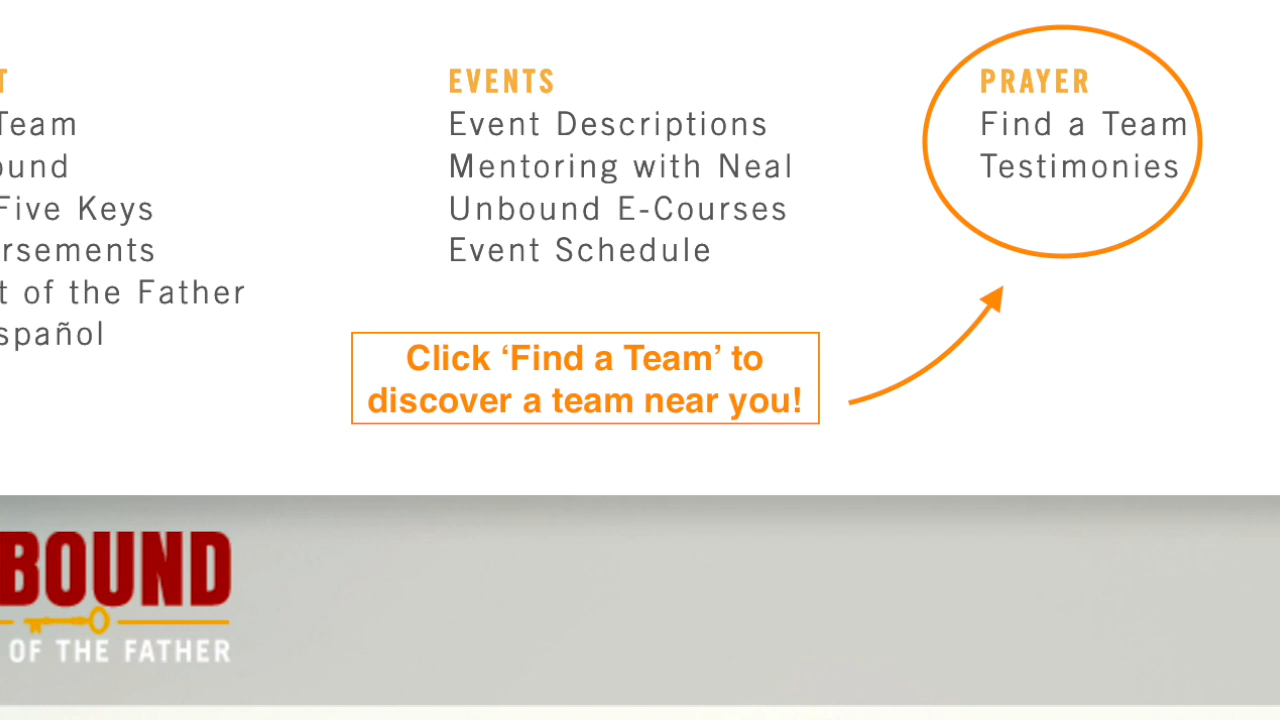 T
Team
ound
Five Keys
rsements
t of the Father
spañol
EVENTS
Event Descriptions
Mentoring with Neal
Unbound E-Courses
Event Schedule
PRAYER
Find a Team
Testimonies
Click ‘Find a Team’ to
discover a team near you!
BOUND
OF THE FATHER